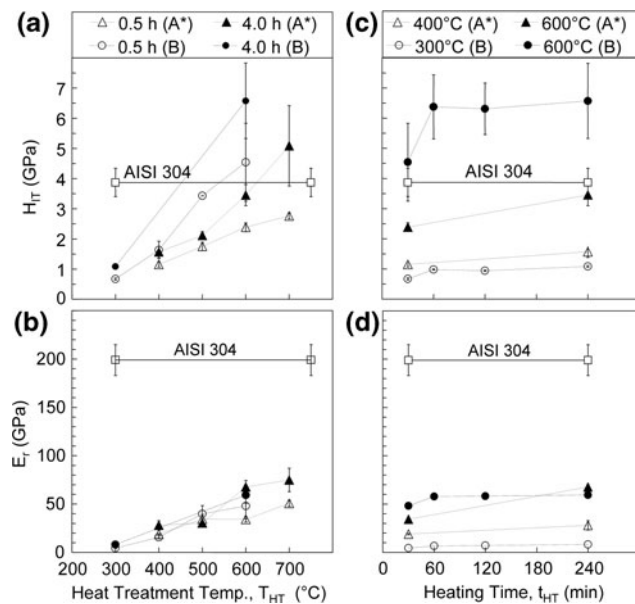 (a)
0.5 h (A*)
4.0 h (A*)
0.5 h (B)
4.0 h (B)
7
6
5
4
3
2
1
0
H_IT (GPa)
AISI 304
(c)
400°C (A*)
600°C (A*)
300°C (B)
600°C (B)
AISI 304
(b)
200
150
100
50
0
E_r (GPa)
AISI 304
200 300 400 500 600 700
Heat Treatment Temp., T_HT (°C)
(d)
AISI 304
0 60 120 180 240
Heating Time, t_HT (min)